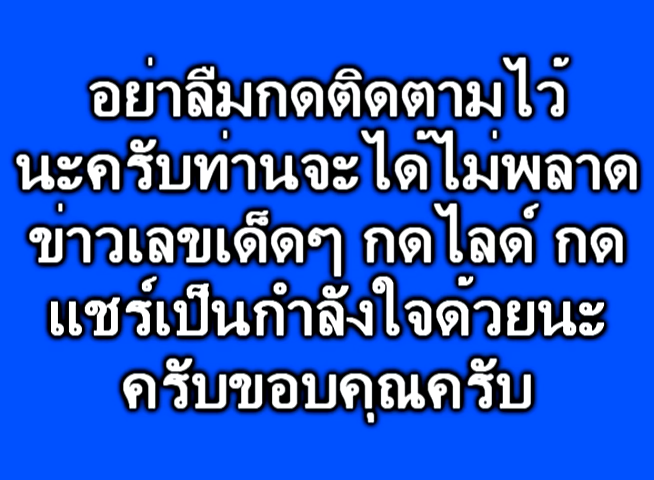 อย่าลืมกดติดตามไว้
นะครับท่านจะได้ไม่พลาด
ข่าวเลขเด็ดๆ กดไลด์ กด
แชร์เป็นกำลังใจด้วยนะ
ครับขอบคุณครับ